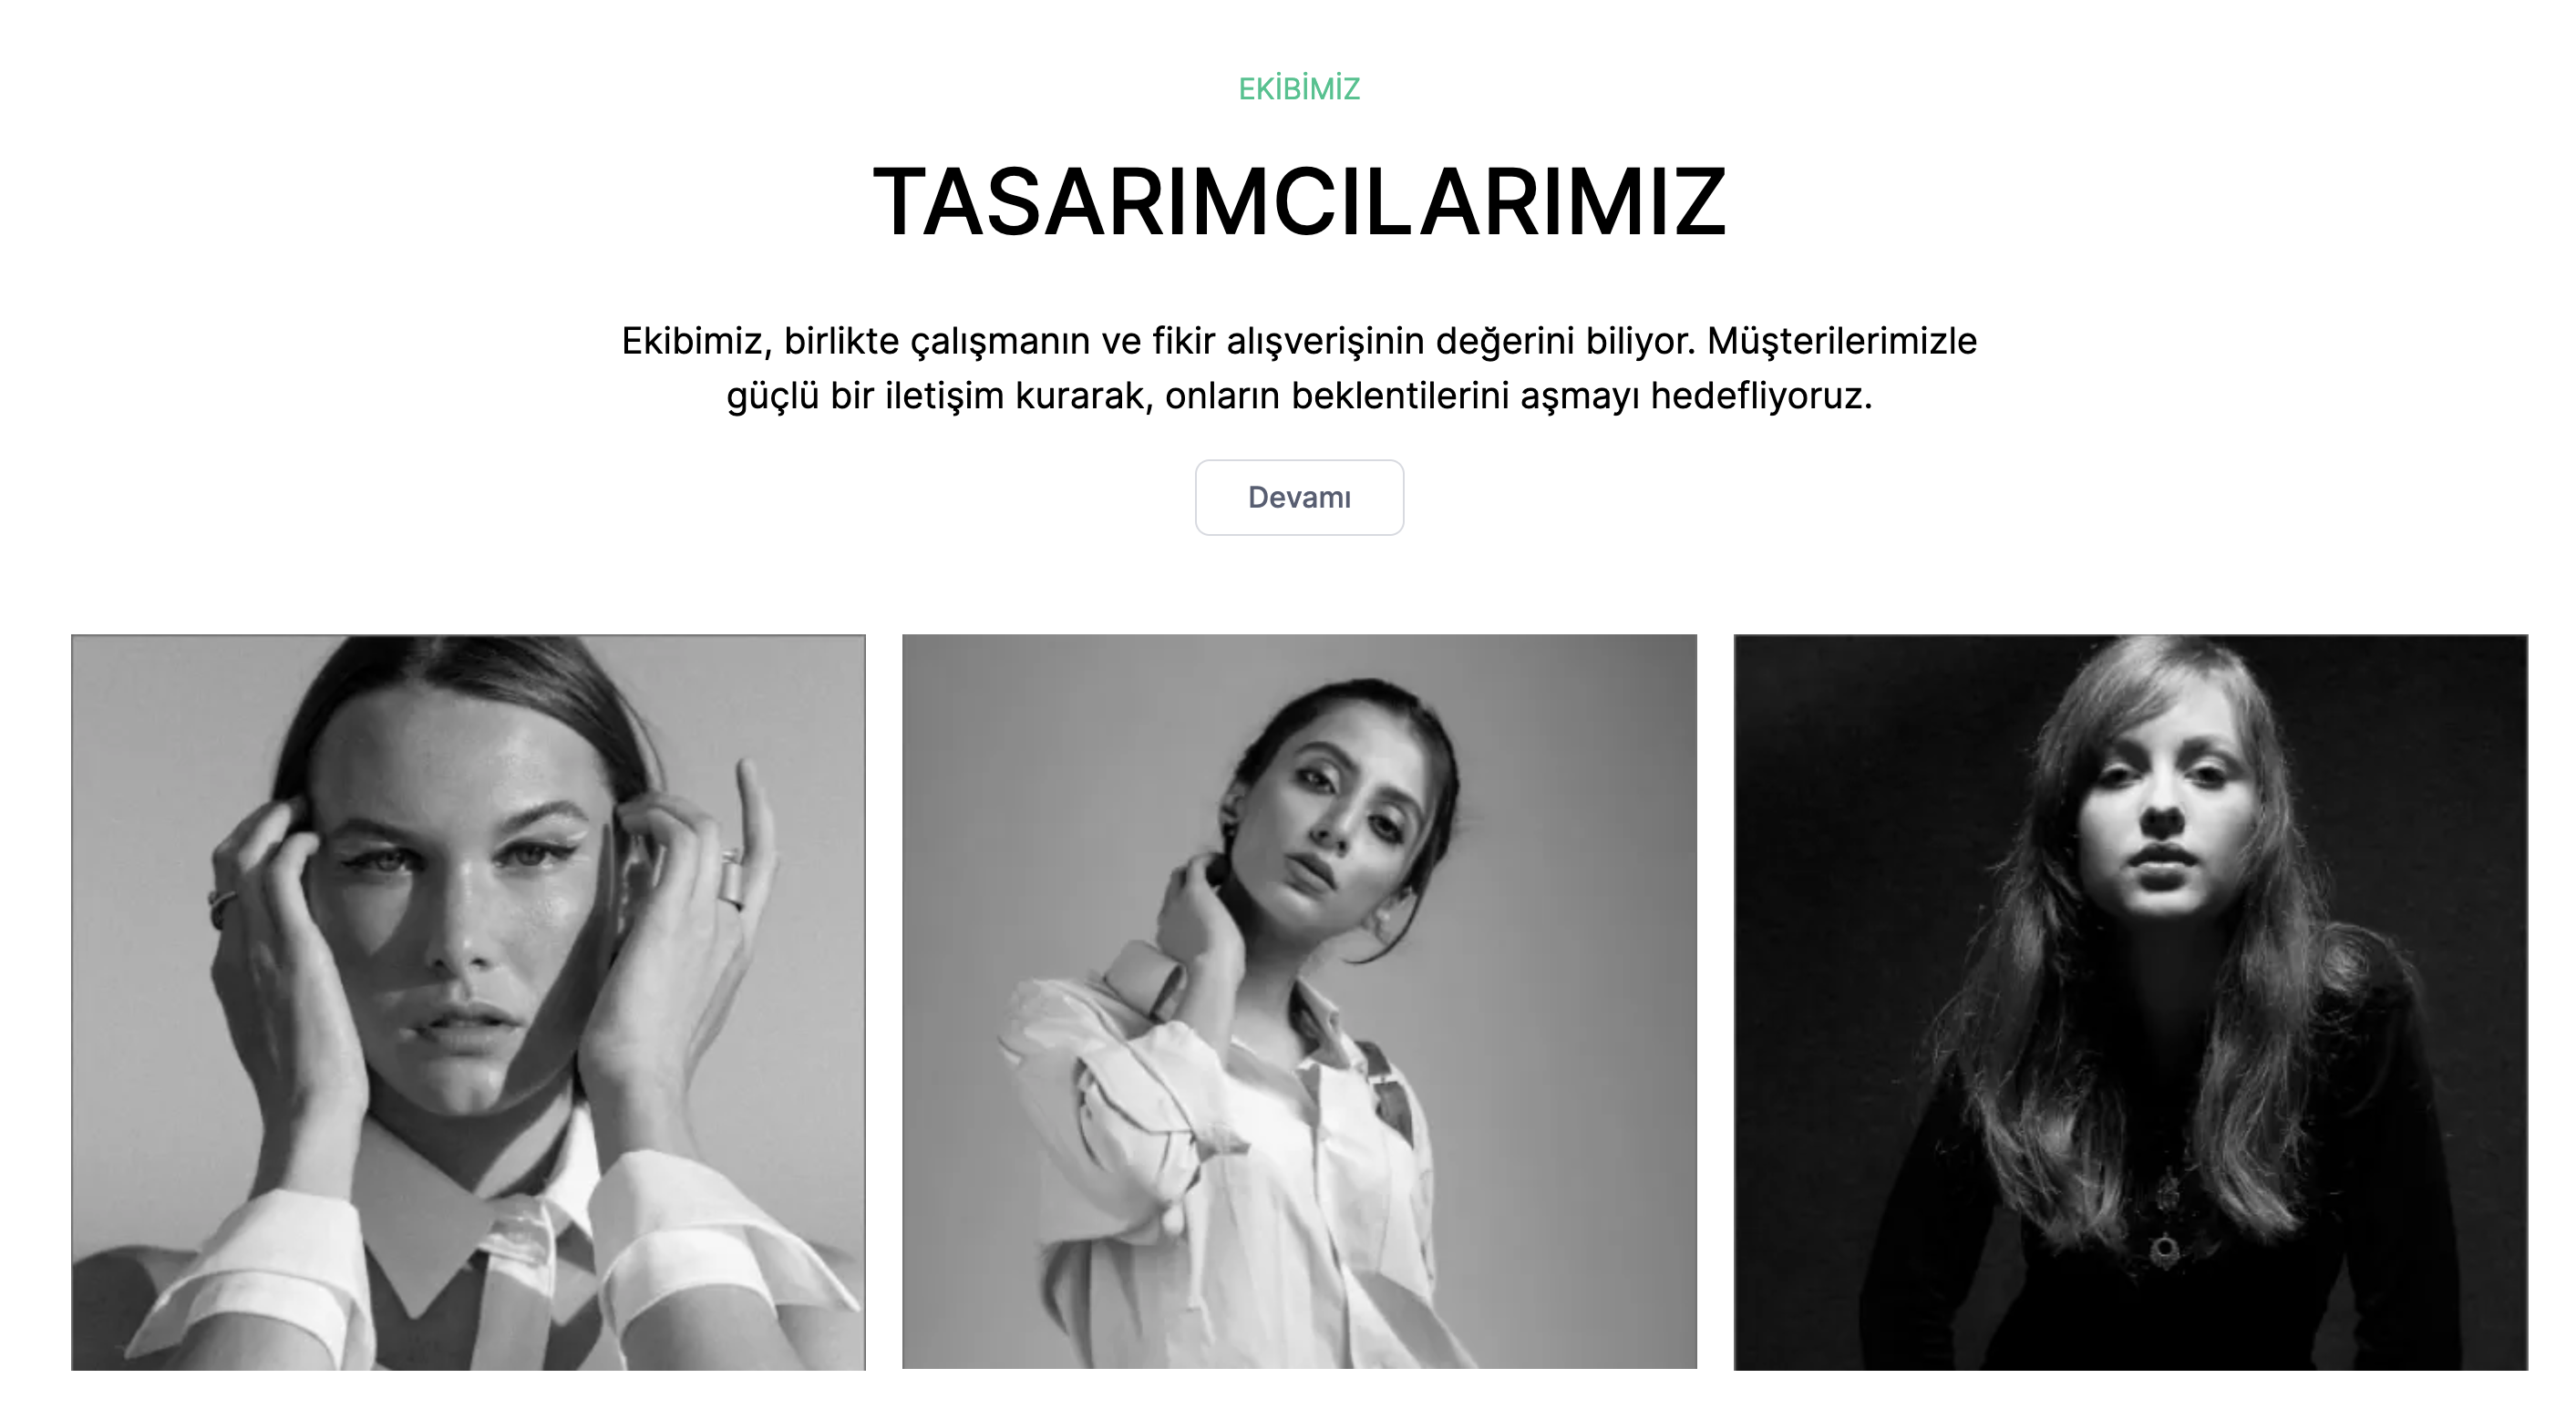 EKİBİMİZ
TASARIMCILARIMIZ
Ekibimiz, birlikte çalışmanın ve fikir alışverişinin değerini biliyor. Müşterilerimizle
güçlü bir iletişim kurarak, onların beklentilerini aşmayı hedefliyoruz.
Devamı